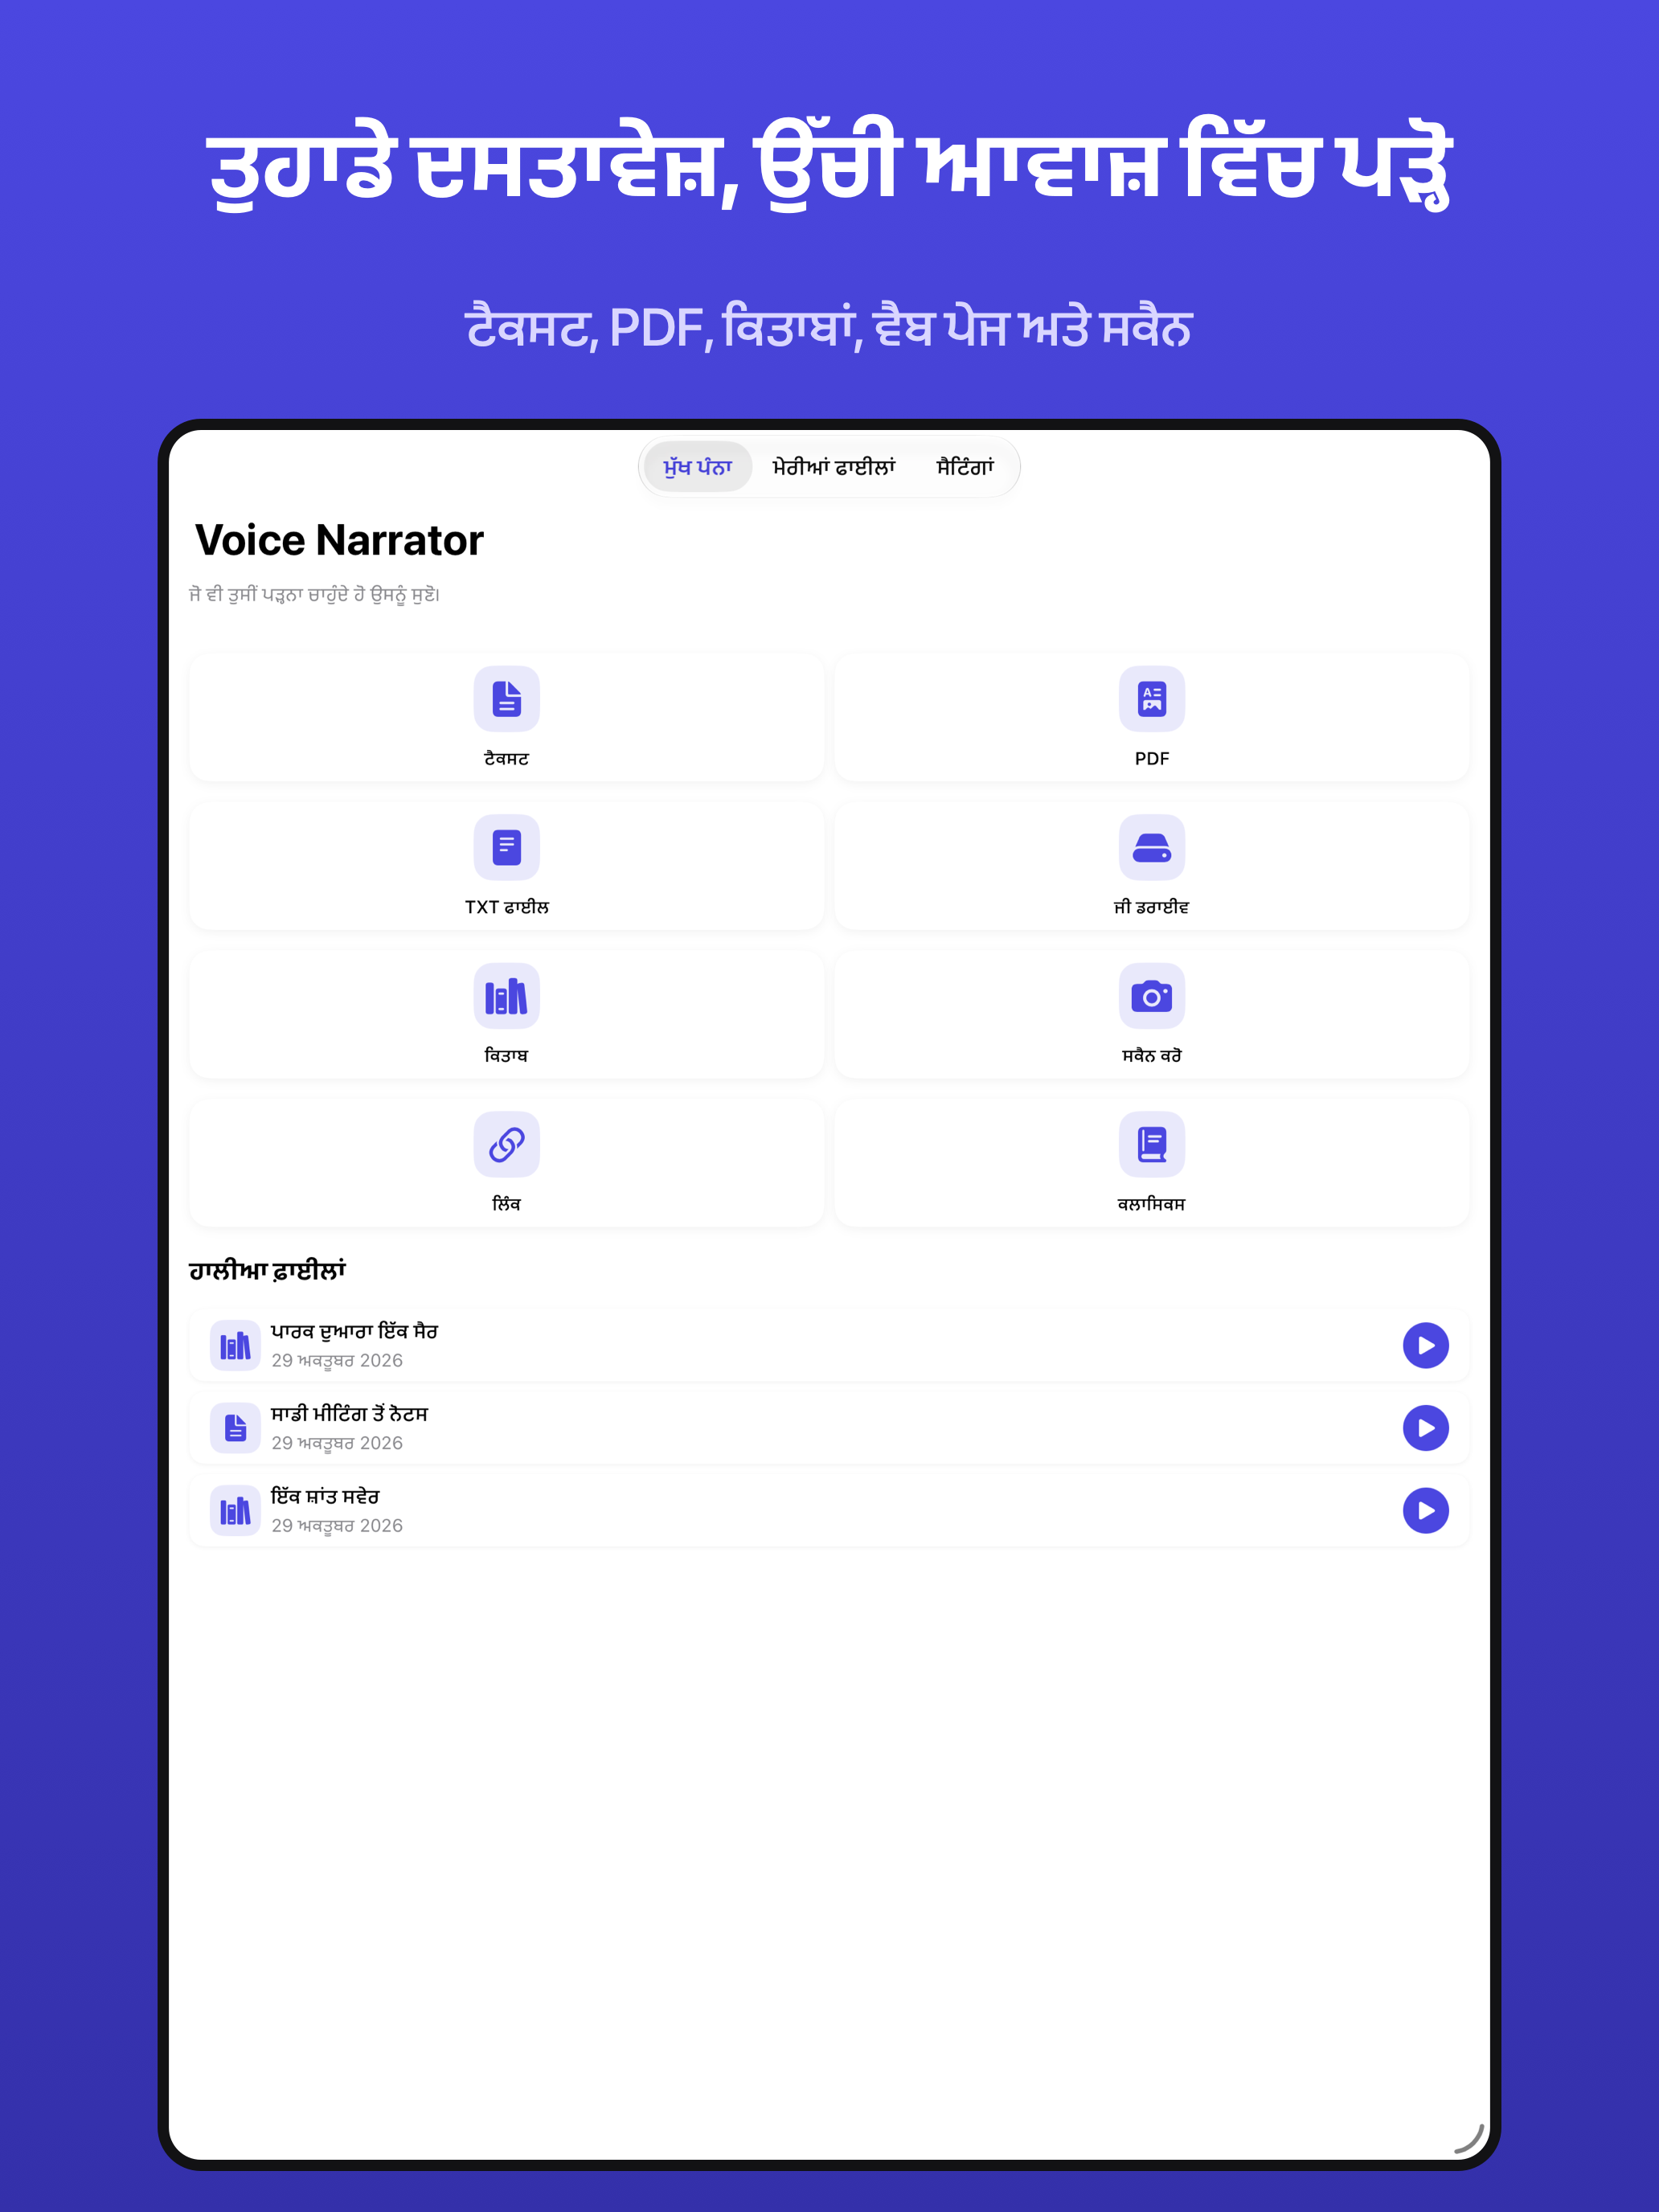 ਤੁਹਾਡੇ ਦਸਤਾਵੇਜ਼, ਉੱਚੀ ਆਵਾਜ਼ ਵਿੱਚ ਪੜ੍ਹੋ
ਟੈਕਸਟ, PDF, ਕਿਤਾਬਾਂ, ਵੈਬ ਪੇਜ ਅਤੇ ਸਕੈਨ
ਮੁੱਖ ਪੰਨਾ ਮੇਰੀਆਂ ਫਾਈਲਾਂ ਸੈਟਿੰਗਾਂ
Voice Narrator
ਜੋ ਵੀ ਤੁਸੀਂ ਪੜ੍ਹਨਾ ਚਾਹੁੰਦੇ ਹੋ ਉਸਨੂੰ ਸੁਣੋ।
ਟੈਕਸਟ PDF
TXT ਫਾਈਲ ਜੀ ਡਰਾਈਵ
ਕਿਤਾਬ ਸਕੈਨ ਕਰੋ
ਲਿੰਕ ਕਲਾਸਿਕਸ
ਹਾਲੀਆ ਫ਼ਾਈਲਾਂ
ਪਾਰਕ ਦੁਆਰਾ ਇੱਕ ਸੈਰ
29 ਅਕਤੂਬਰ 2026
ਸਾਡੀ ਮੀਟਿੰਗ ਤੋਂ ਨੋਟਸ
29 ਅਕਤੂਬਰ 2026
ਇੱਕ ਸ਼ਾਂਤ ਸਵੇਰ
29 ਅਕਤੂਬਰ 2026